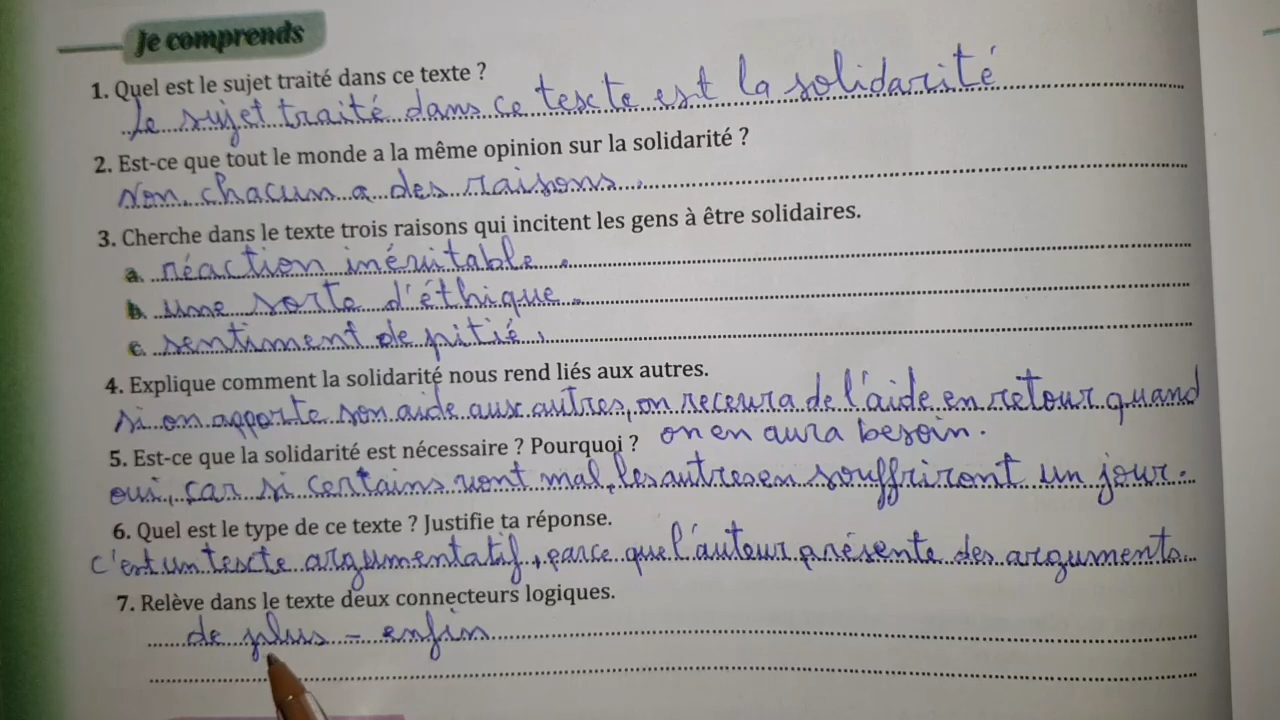 Je comprends
1. Quel est le sujet traité dans ce texte ?
Le sujet traité dans ce texte est la solidarité
2. Est-ce que tout le monde a la même opinion sur la solidarité ?
Non, chacun a des raisons.
3. Cherche dans le texte trois raisons qui incitent les gens à être solidaires.
a. réaction inévitable.
b. une sorte d'éthique.
c. sentiment de pitié.
4. Explique comment la solidarité nous rend liés aux autres.
si on apporte son aide aux autres, on recevra de l'aide en retour quand
on en aura besoin.
5. Est-ce que la solidarité est nécessaire ? Pourquoi ?
oui, car si certains vont mal, les autres en souffriront un jour.
6. Quel est le type de ce texte ? Justifie ta réponse.
c'est un texte argumentatif, parce que l'auteur présente des arguments.
7. Relève dans le texte deux connecteurs logiques.
de plus - enfin